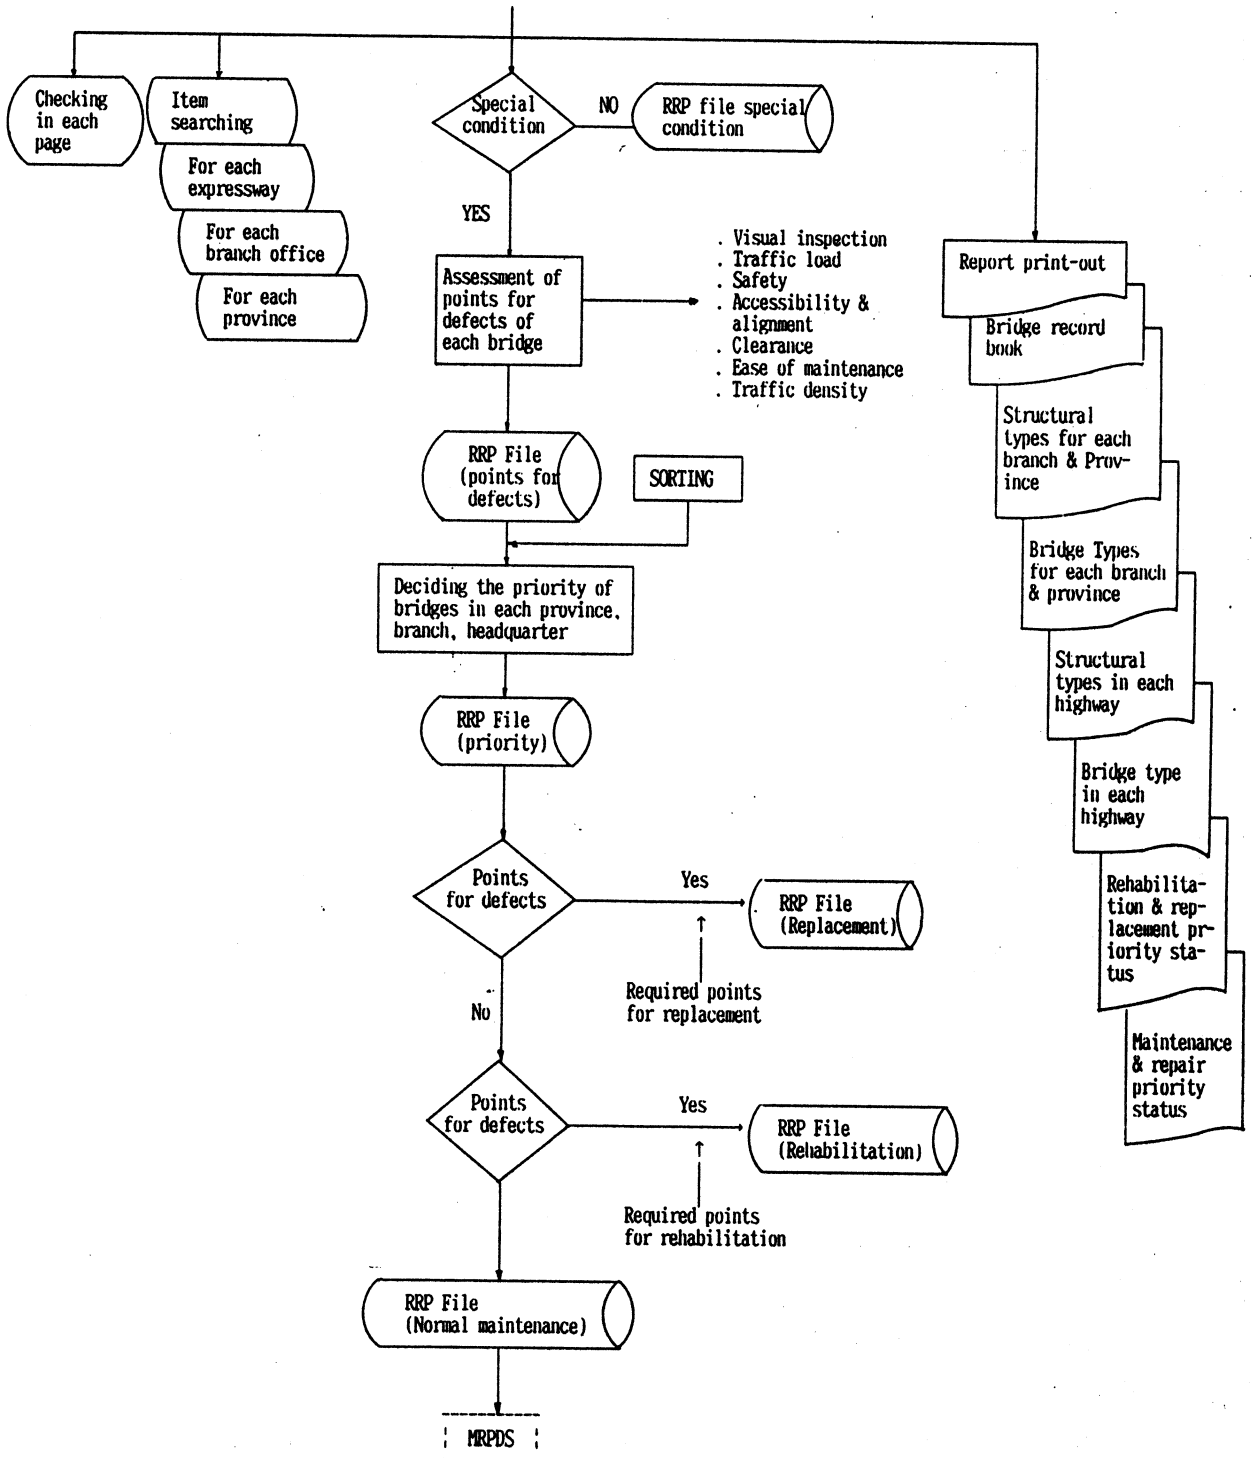 Checking
in each
page
Item
searching
For each
expressway
For each
branch office
For each
province
Special
condition
NO
RRP file special
condition
YES
Assessment of
points for
defects of
each bridge
. Visual inspection
. Traffic load
. Safety
. Accessibility &
alignment
. Clearance
. Ease of maintenance
. Traffic density
RRP File
(points for
defects)
SORTING
Deciding the priority of
bridges in each province,
branch, headquarter
RRP File
(priority)
Points
for defects
Yes
RRP File
(Replacement)
Required points
for replacement
No
Points
for defects
Yes
RRP File
(Rehabilitation)
Required points
for rehabilitation
RRP File
(Normal maintenance)
MRPDS
Report print-out
Bridge record
book
Structural
types for each
branch & Prov-
ince
Bridge Types
for each branch
& province
Structural
types in each
highway
Bridge type
in each
highway
Rehabilita-
tion & rep-
lacement pr-
iority sta-
tus
Maintenance
& repair
priority
status